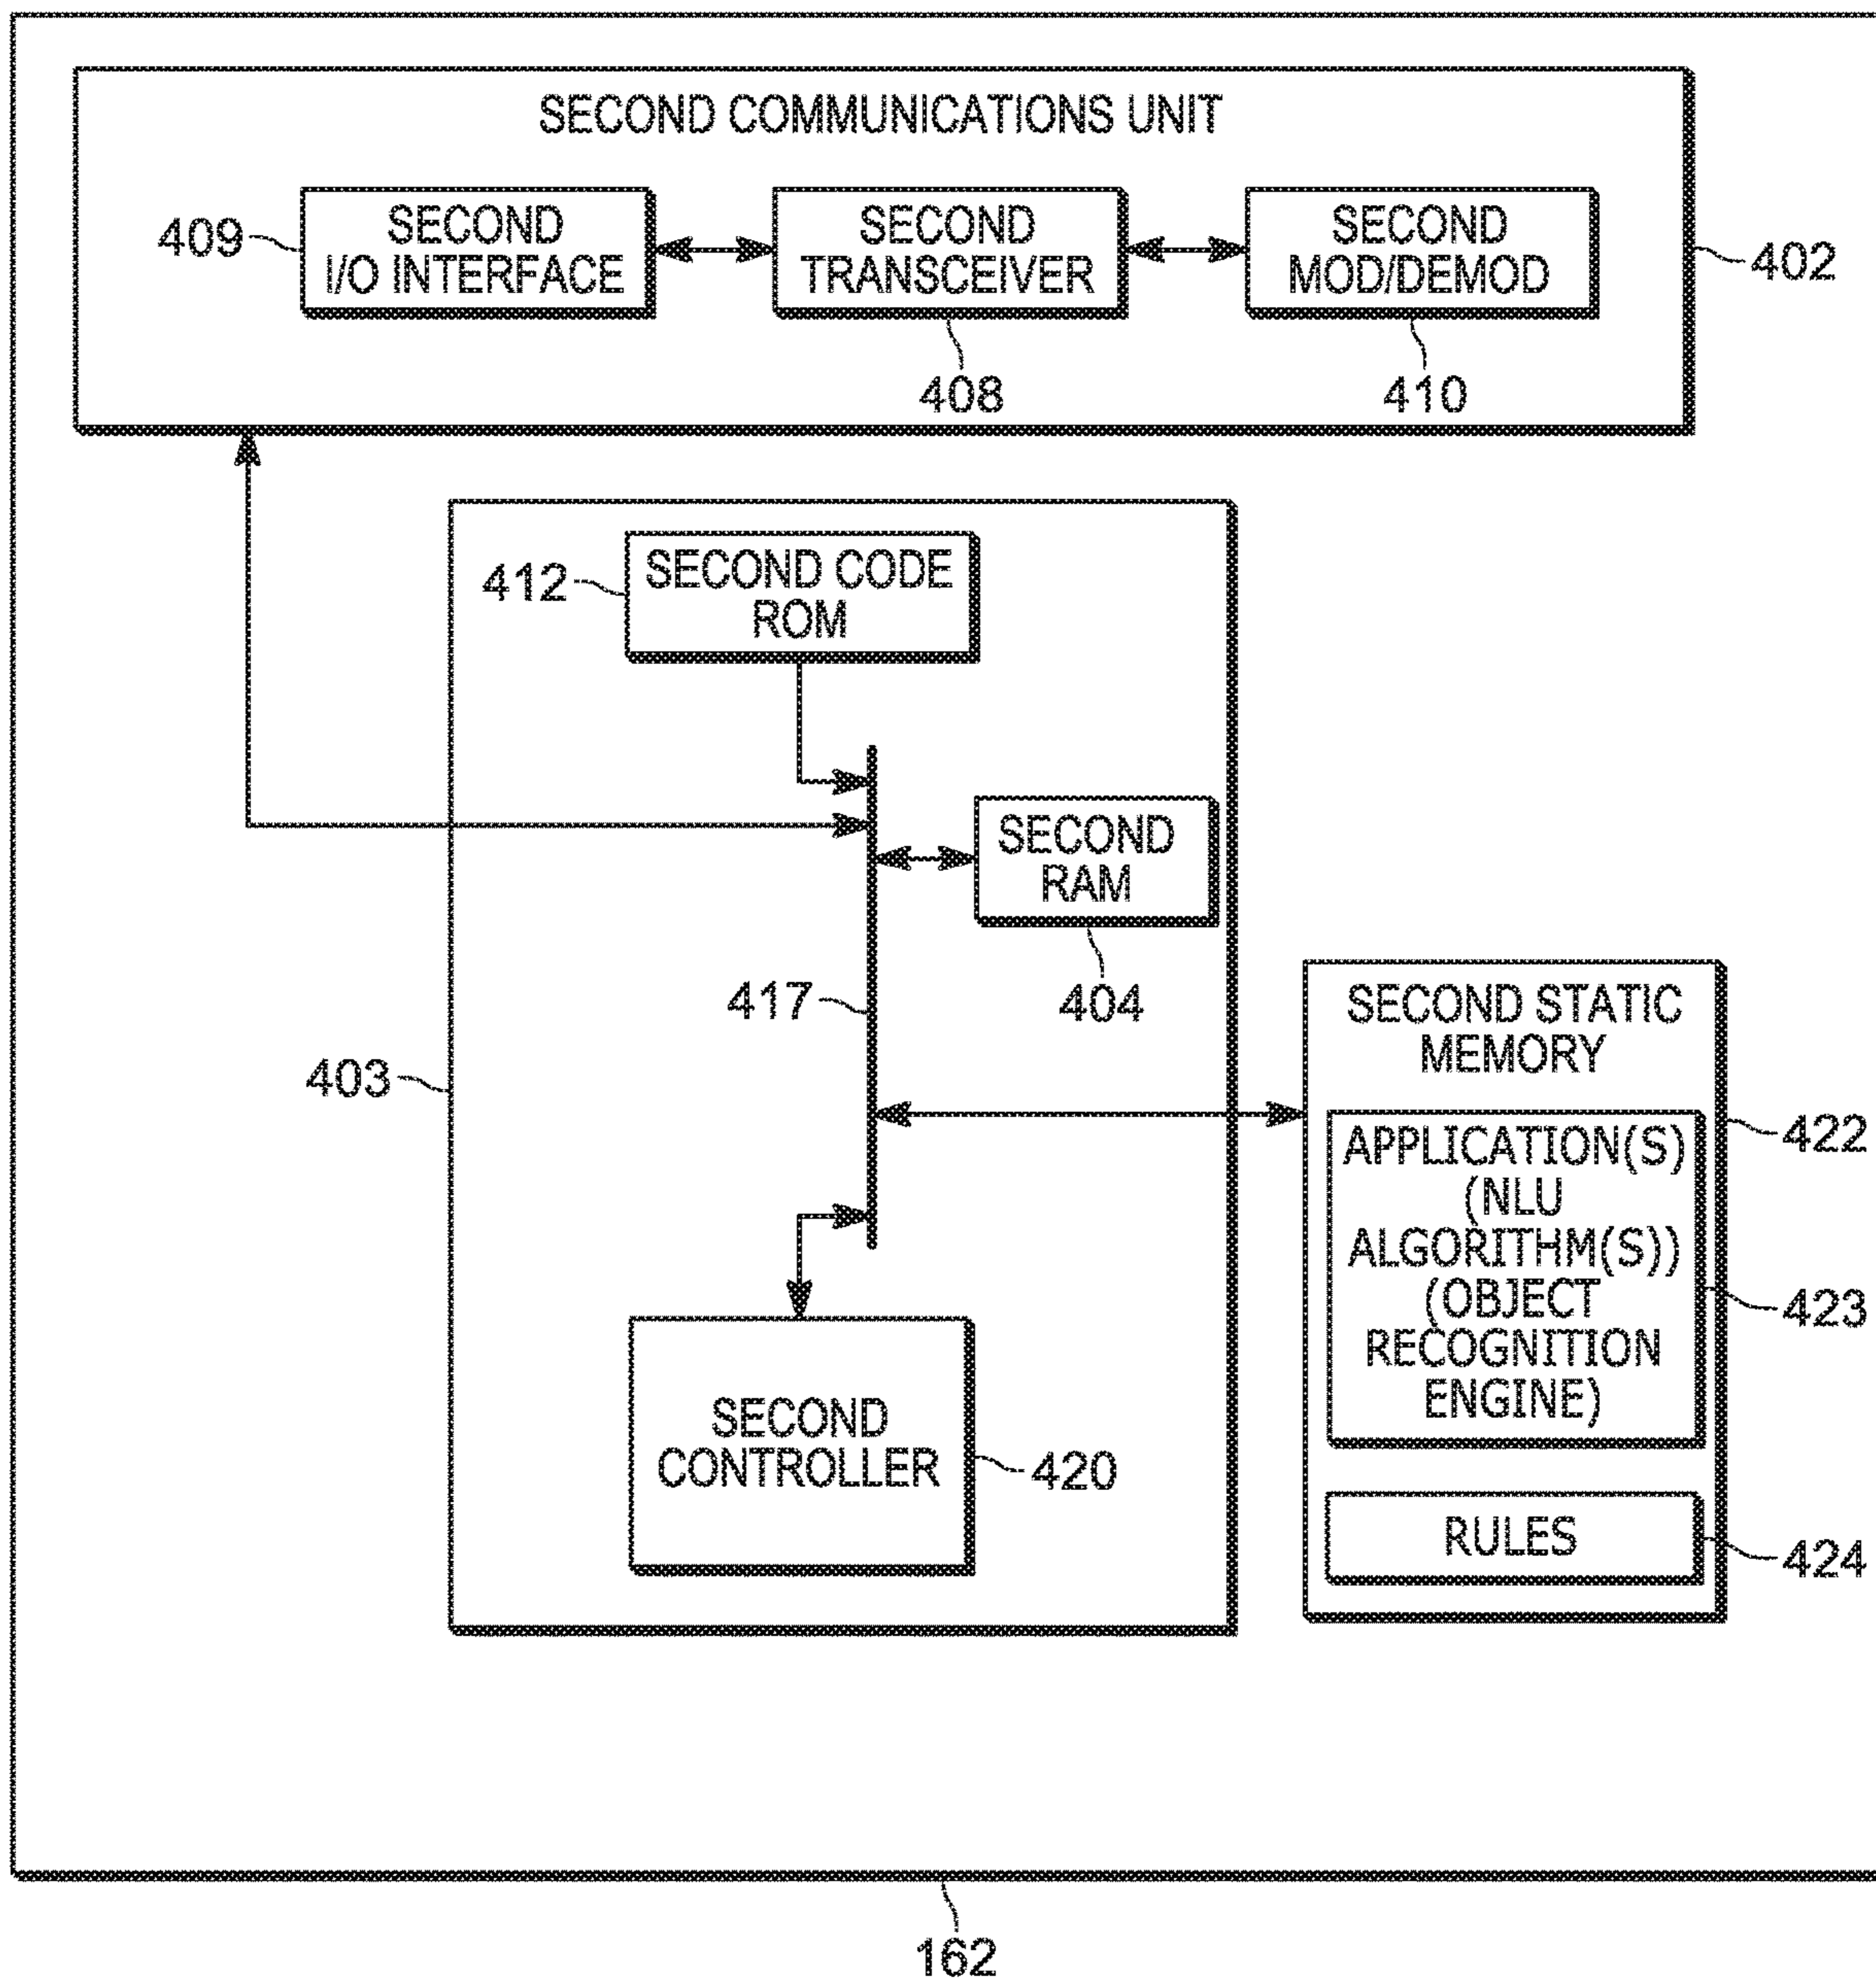 SECOND COMMUNICATIONS UNIT
409
SECOND
I/O INTERFACE
SECOND
TRANSCEIVER
SECOND
MOD/DEMOD
402
408
410
412
SECOND CODE
ROM
SECOND
RAM
404
417
403
SECOND STATIC
MEMORY
422
APPLICATION(S)
(NLU
ALGORITHM(S))
(OBJECT
RECOGNITION
ENGINE)
423
SECOND
CONTROLLER
420
RULES
424
162